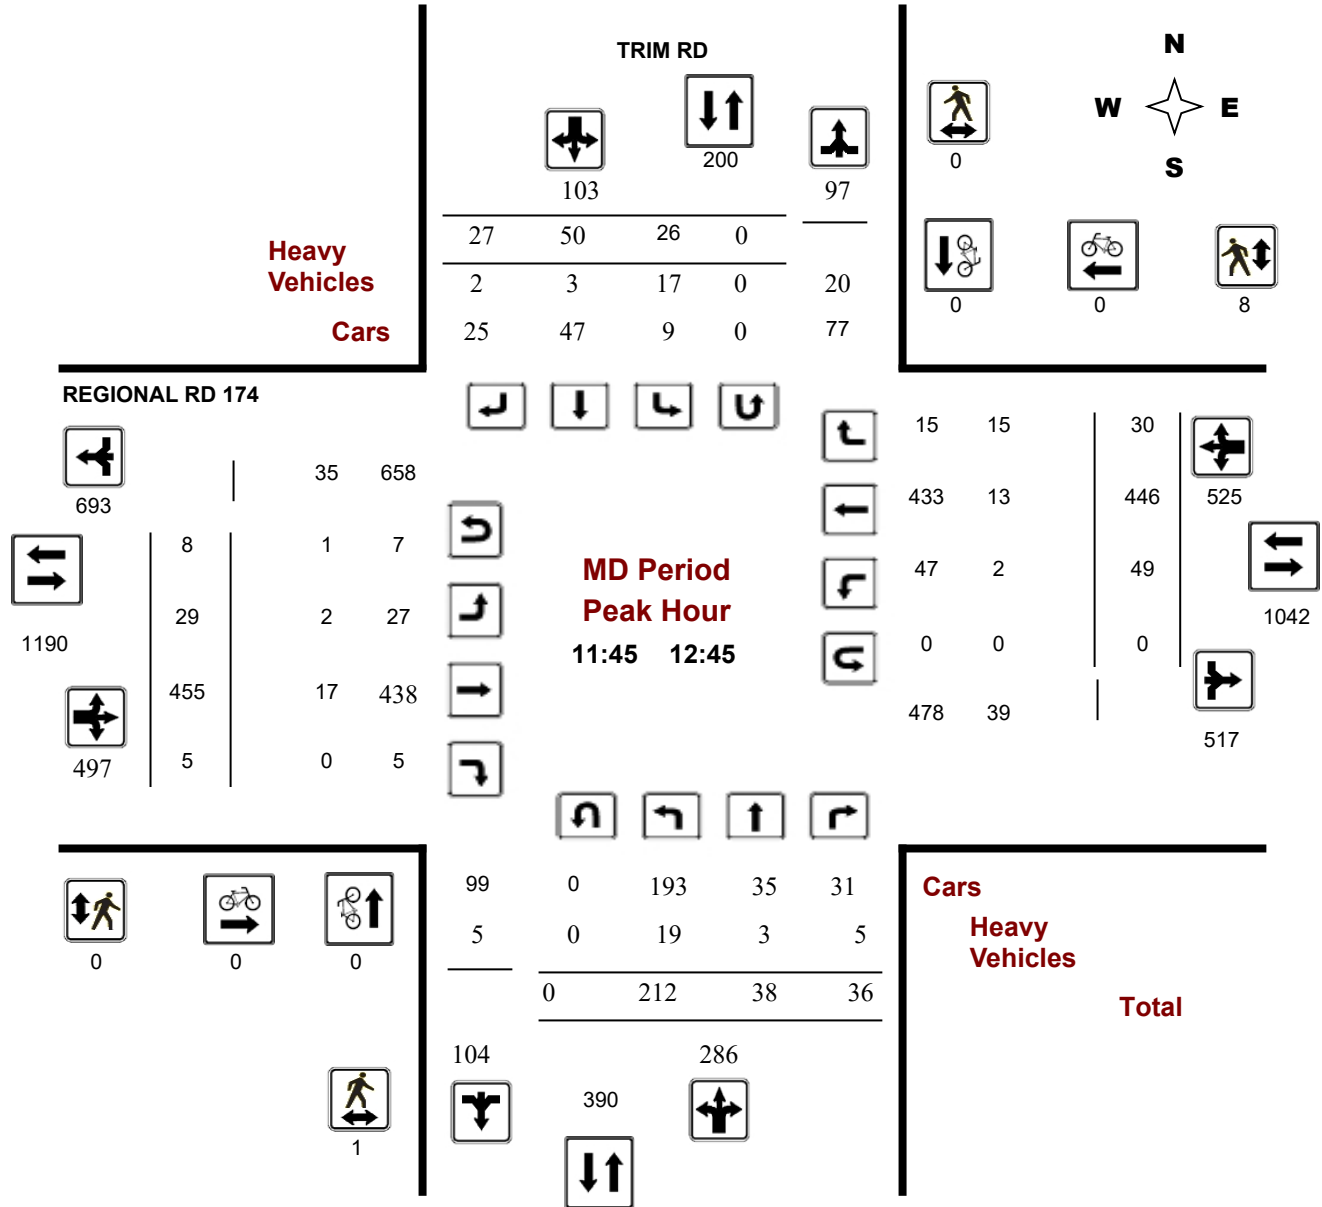 TRIM RD
N
W E
S
200
0
103
97
27 50 26 0
Heavy
Vehicles
2 3 17 0
20
0 0 8
Cars
25 47 9 0
77
REGIONAL RD 174
15 15 30
35 658
693
433 13 446 525
8 1 7
MD Period
Peak Hour
47 2 49
29 2 27
1042
1190
11:45 12:45
0 0 0
455 17 438
478 39
517
497
5 0 5
99 0 193 35 31
Cars
5 0 19 3 5
Heavy
Vehicles
0 0 0
0 212 38 36
Total
104 286
390
1